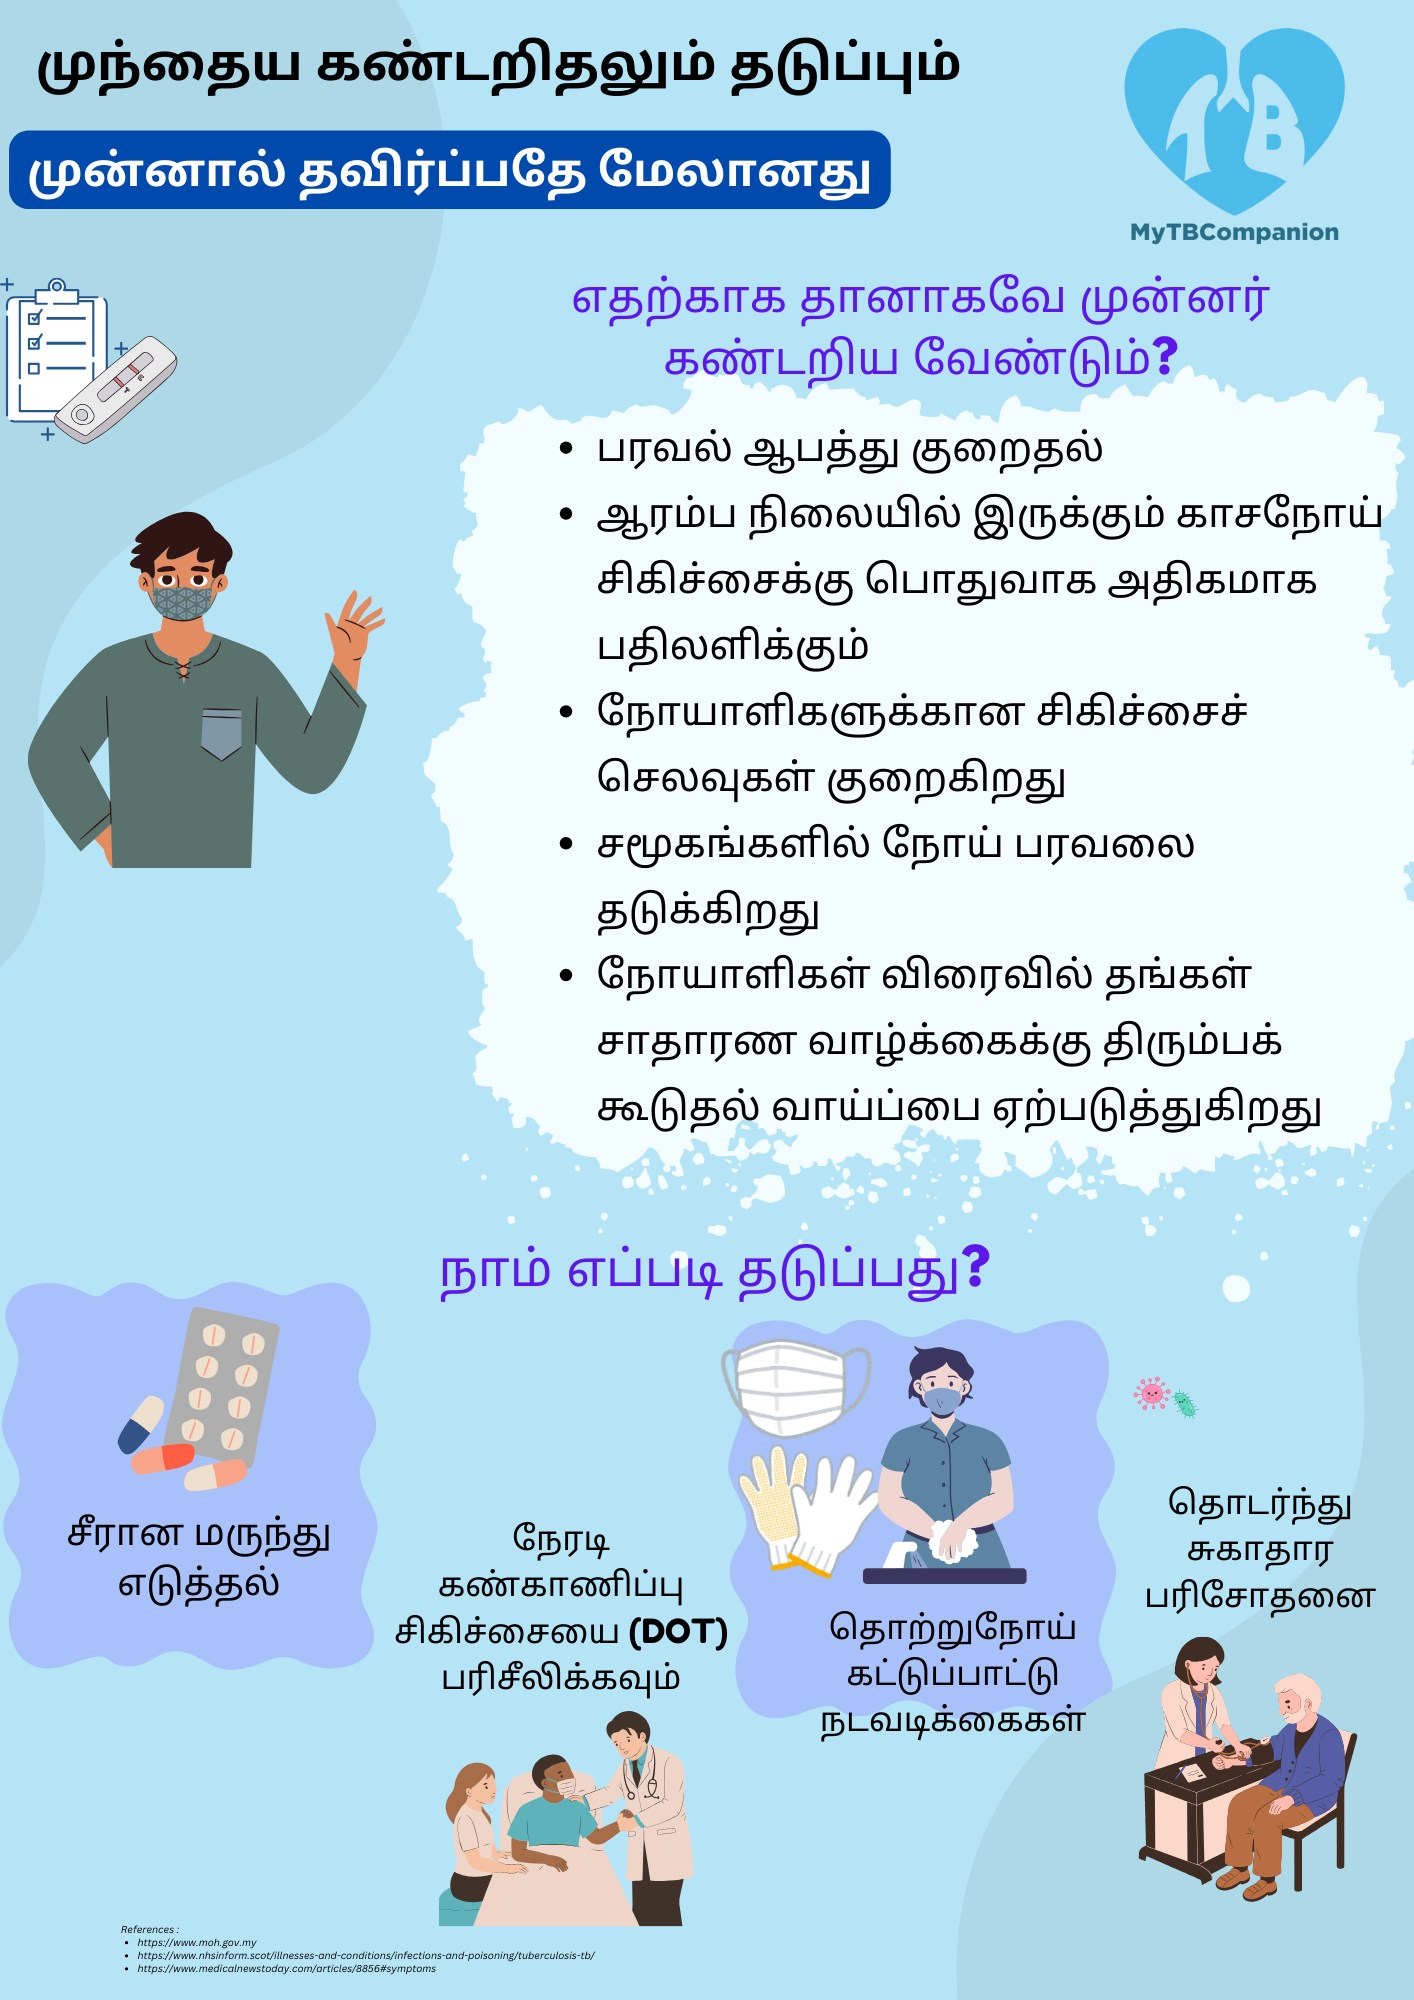 முந்தைய கண்டறிதலும் தடுப்பும்
முன்னால் தவிர்ப்பதே மேலானது
TB
MyTBCompanion
எதற்காக தானாகவே முன்னர்
கண்டறிய வேண்டும்?
• பரவல் ஆபத்து குறைதல்
• ஆரம்ப நிலையில் இருக்கும் காசநோய்
சிகிச்சைக்கு பொதுவாக அதிகமாக
பதிலளிக்கும்
• நோயாளிகளுக்கான சிகிச்சைச்
செலவுகள் குறைகிறது
• சமூகங்களில் நோய் பரவலை
தடுக்கிறது
• நோயாளிகள் விரைவில் தங்கள்
சாதாரண வாழ்க்கைக்கு திரும்பக்
கூடுதல் வாய்ப்பை ஏற்படுத்துகிறது
நாம் எப்படி தடுப்பது?
சீரான மருந்து
எடுத்தல்
நேரடி
கண்காணிப்பு
சிகிச்சையை (DOT)
பரிசீலிக்கவும்
தொற்றுநோய்
கட்டுப்பாட்டு
நடவடிக்கைகள்
தொடர்ந்து
சுகாதார
பரிசோதனை
References :
• https://www.moh.gov.my
• https://www.nhsinform.scot/illnesses-and-conditions/infections-and-poisoning/tuberculosis-tb/
• https://www.medicalnewstoday.com/articles/8856#symptoms